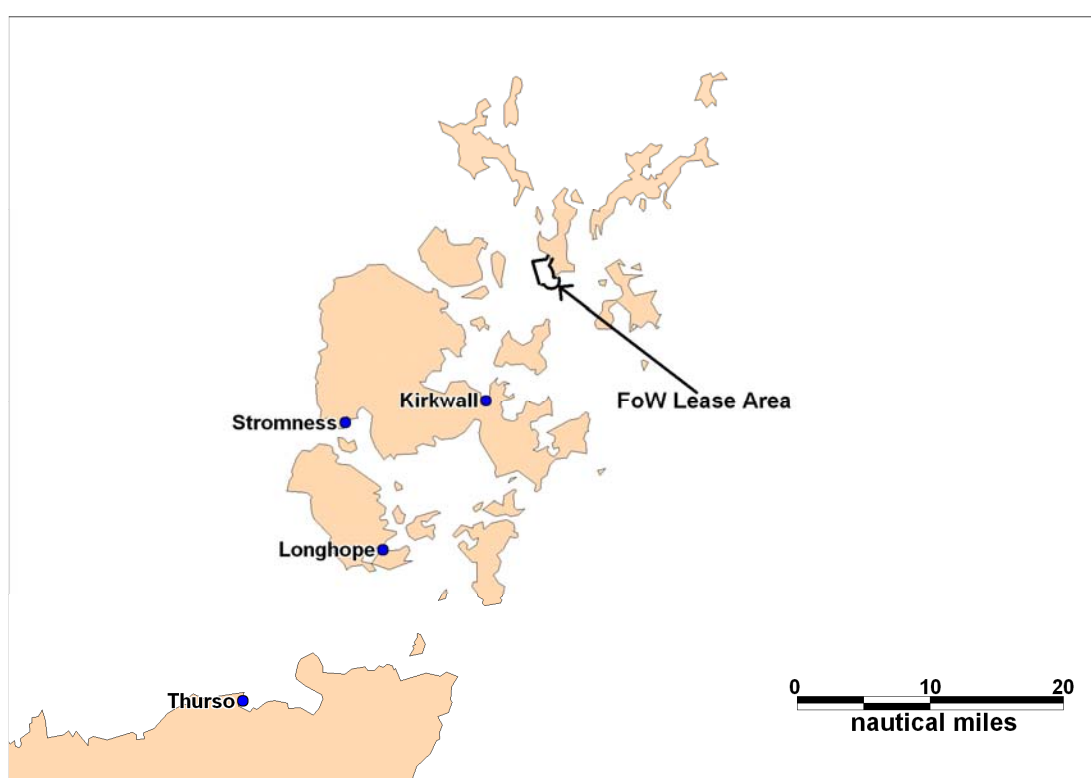 Kirkwall
FoW Lease Area
Stromness
Longhope
Thurso
0 10 20
nautical miles